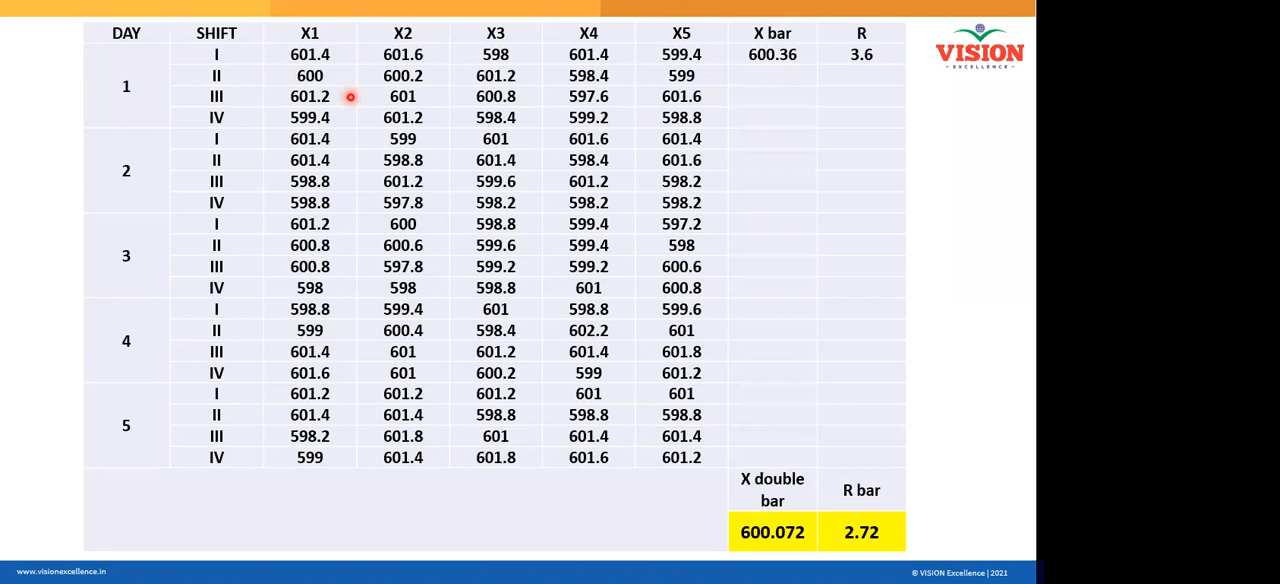 DAY SHIFT X1 X2 X3 X4 X5 X bar R
VISION
EXCELLENCE
1 I 601.4 601.6 598 601.4 599.4 600.36 3.6
II 600 600.2 601.2 598.4 599
III 601.2 601 600.8 597.6 601.6
IV 599.4 601.2 598.4 599.2 598.8
2 I 601.4 599 601 601.6 601.4
II 601.4 598.8 601.4 598.4 601.6
III 598.8 601.2 599.6 601.2 598.2
IV 598.8 597.8 598.2 598.2 598.2
3 I 601.2 600 598.8 599.4 597.2
II 600.8 600.6 599.6 599.4 598
III 600.8 597.8 599.2 599.2 600.6
IV 598 598 598.8 601 600.8
4 I 598.8 599.4 601 598.8 599.6
II 599 600.4 598.4 602.2 601
III 601.4 601 601.2 601.4 601.8
IV 601.6 601 600.2 599 601.2
5 I 601.2 601.2 601.2 601 601
II 601.4 601.4 598.8 598.8 598.8
III 598.2 601.8 601 601.4 601.4
IV 599 601.4 601.8 601.6 601.2
X double
bar
R bar
600.072 2.72
www.visionexcellence.in
© VISION Excellence | 2021